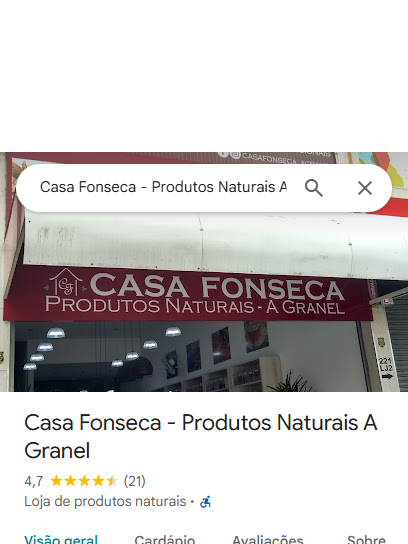 CASAFONSECA
Casa Fonseca - Produtos Naturais A
CF
CASA FONSECA
PRODUTOS NATURAIS - A GRANEL
221
LJ2
Casa Fonseca - Produtos Naturais A
Granel
4,7 (21)
Loja de produtos naturais ·
Visão geral Cardápio Avaliações Sobre